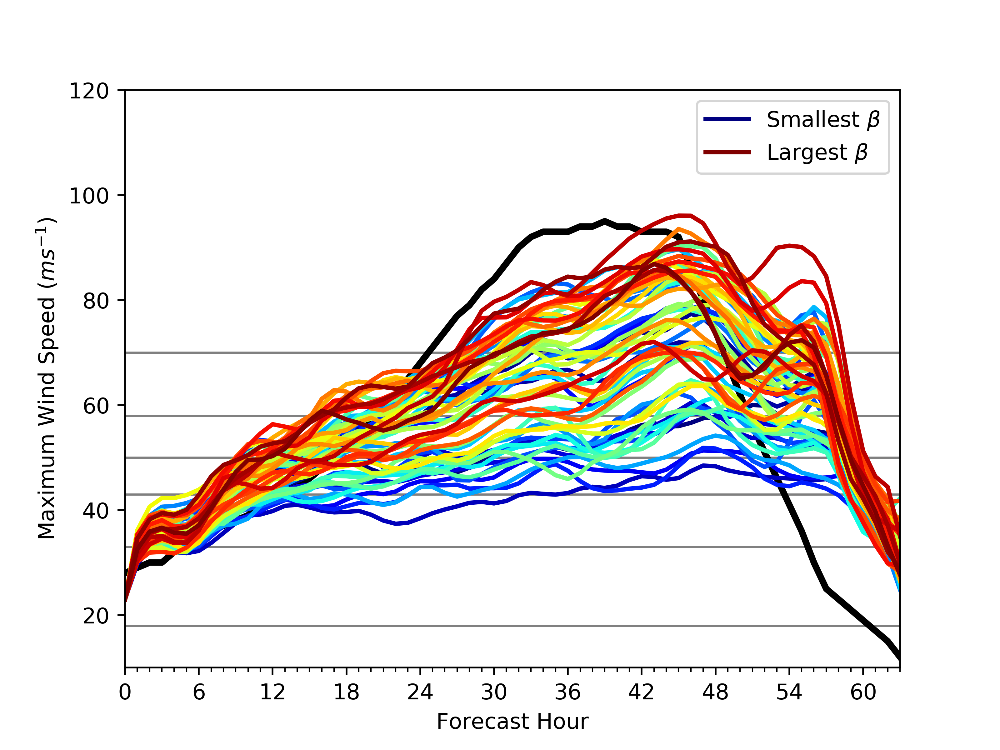 120
100
80
60
40
20
Maximum Wind Speed (ms⁻¹)
Smallest β
Largest β
0 6 12 18 24 30 36 42 48 54 60
Forecast Hour